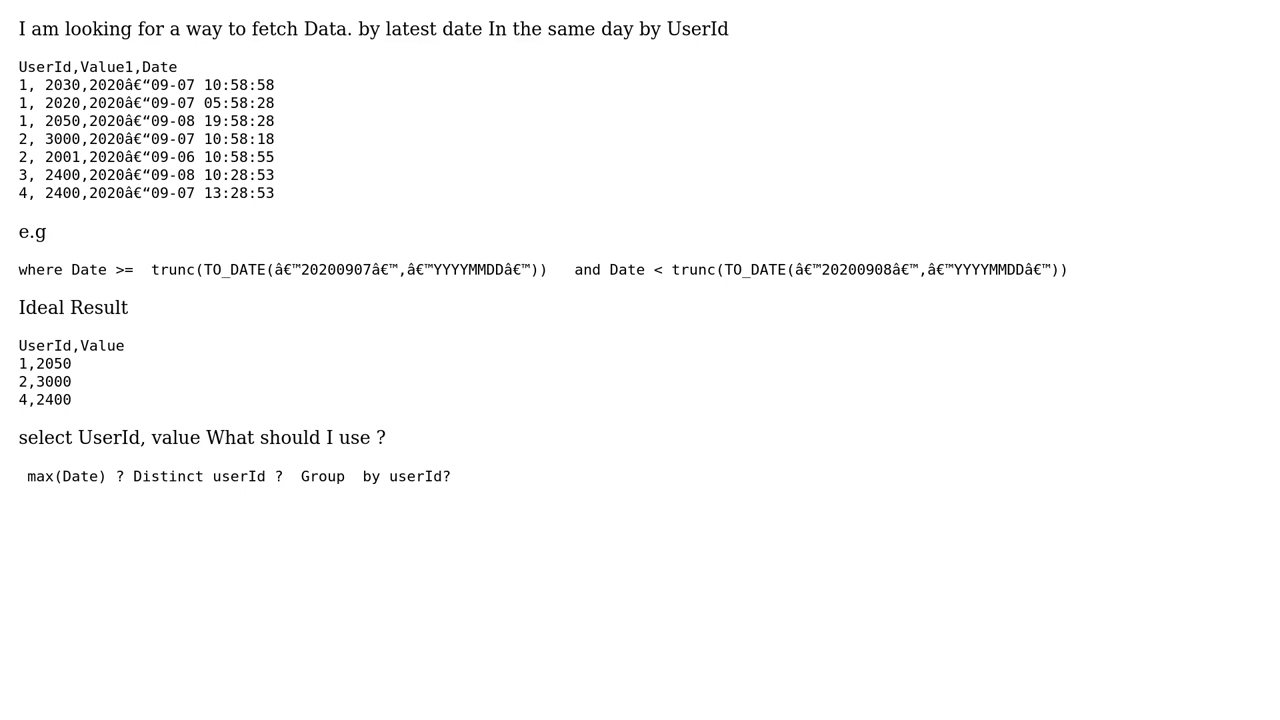 I am looking for a way to fetch Data. by latest date In the same day by UserId
UserId,Value1,Date
1, 2030,2020â€“09-07 10:58:58
1, 2020,2020â€“09-07 05:58:28
1, 2050,2020â€“09-08 19:58:28
2, 3000,2020â€“09-07 10:58:18
2, 2001,2020â€“09-06 10:58:55
3, 2400,2020â€“09-08 10:28:53
4, 2400,2020â€“09-07 13:28:53
e.g
where Date >=  trunc(TO_DATE(â€™20200907â€™,â€™YYYYMMDDâ€™))   and Date < trunc(TO_DATE(â€™20200908â€™,â€™YYYYMMDDâ€™))
Ideal Result
UserId,Value
1,2050
2,3000
4,2400
select UserId, value What should I use ?
max(Date) ? Distinct userId ?  Group  by userId?